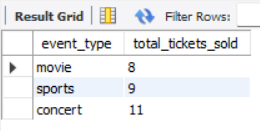 Result Grid Filter Rows:
event_type total_tickets_sold
movie 8
sports 9
concert 11